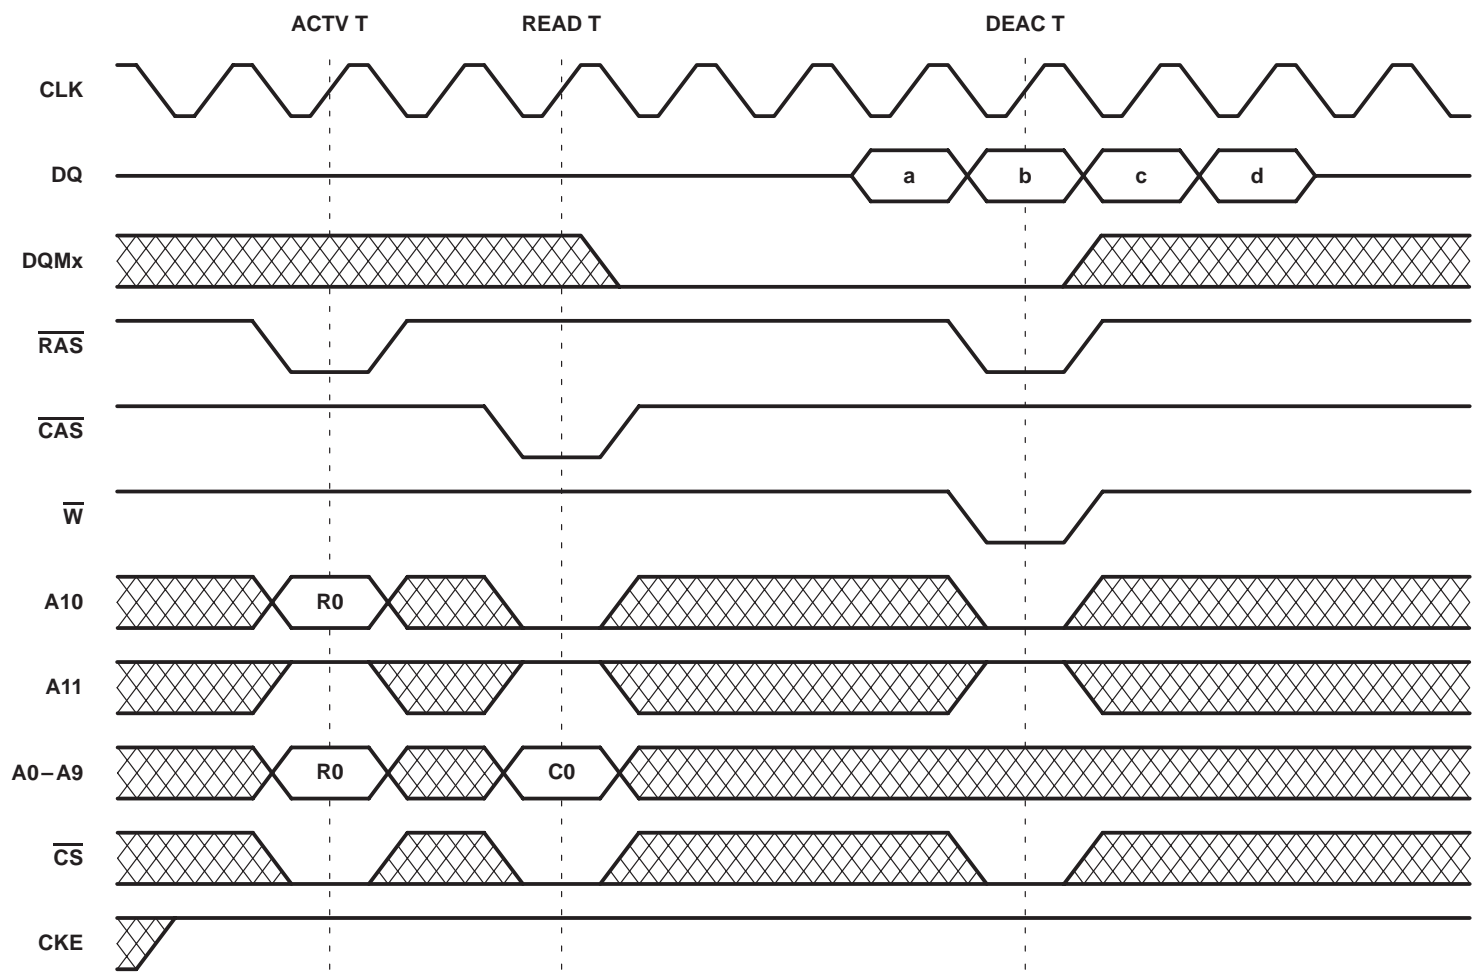 ACTV T READ T DEAC T
CLK
DQ a b c d
DQMx
RAS
CAS
W
A10 R0
A11
A0–A9 R0 C0
CS
CKE